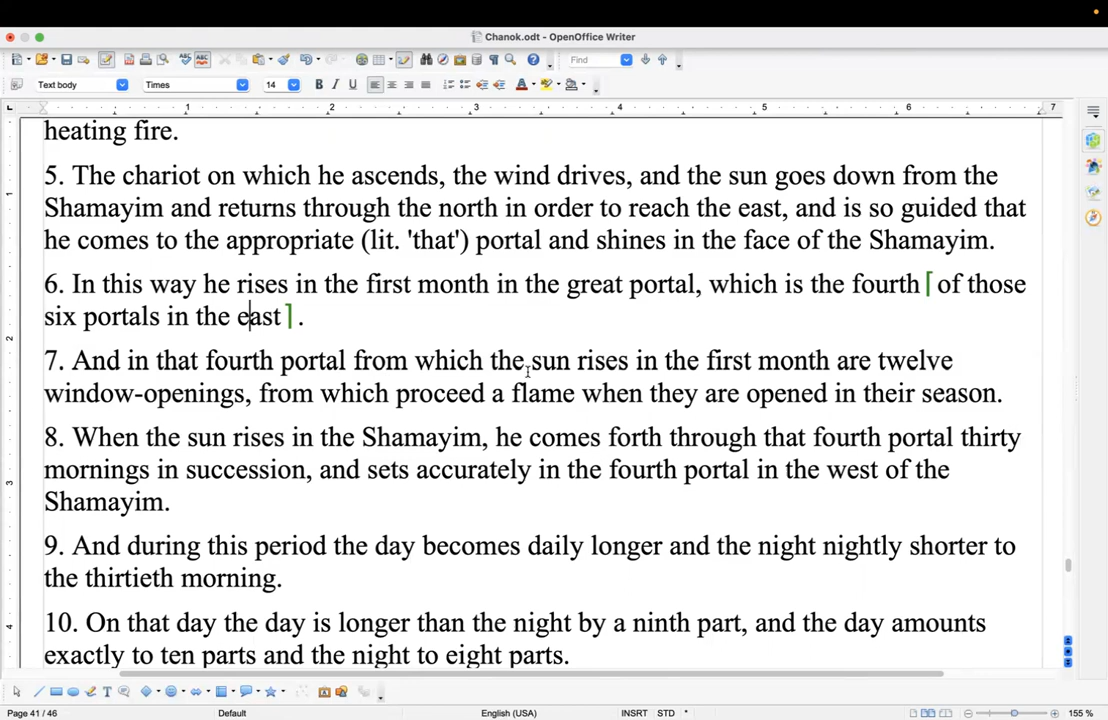 Chanok.odt - OpenOffice Writer
Find
Text body Times 14
1 2 3 4 5 6 7
heating fire.
5. The chariot on which he ascends, the wind drives, and the sun goes down from the
Shamayim and returns through the north in order to reach the east, and is so guided that
he comes to the appropriate (lit. 'that') portal and shines in the face of the Shamayim.
6. In this way he rises in the first month in the great portal, which is the fourth ⌈of those
six portals in the east⌉.
7. And in that fourth portal from which the sun rises in the first month are twelve
window-openings, from which proceed a flame when they are opened in their season.
8. When the sun rises in the Shamayim, he comes forth through that fourth portal thirty
mornings in succession, and sets accurately in the fourth portal in the west of the
Shamayim.
9. And during this period the day becomes daily longer and the night nightly shorter to
the thirtieth morning.
10. On that day the day is longer than the night by a ninth part, and the day amounts
exactly to ten parts and the night to eight parts.
Page 41 / 46 Default English (USA) INSRT STD * 155 %